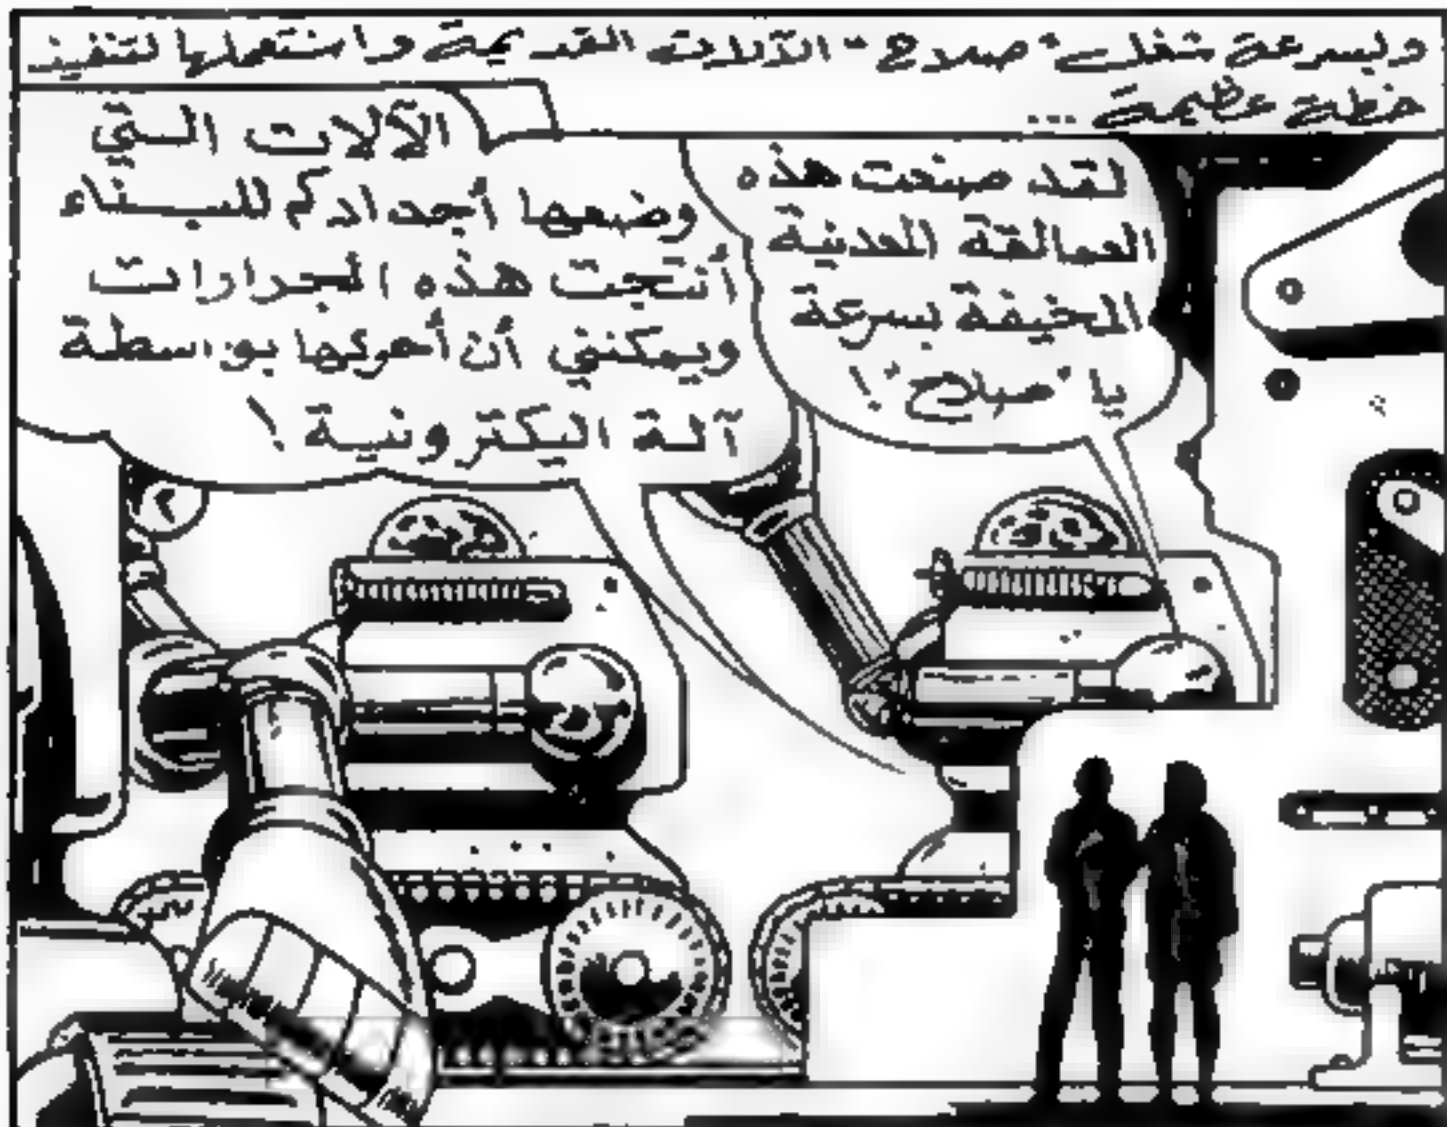 وبسرعة شغل "صلاح" الآلات القديمة واستعملها لتنفيذ
خطة عظيمة ...
لقد صنعت هذه
العمالقة المعدنية
المخيفة بسرعة
يا "صلاح" !
الآلات التي
وضعها أجدادكم للبناء
أنتجت هذه الجرارات
ويمكنني أن أحركها بواسطة
آلة اليكترونية !